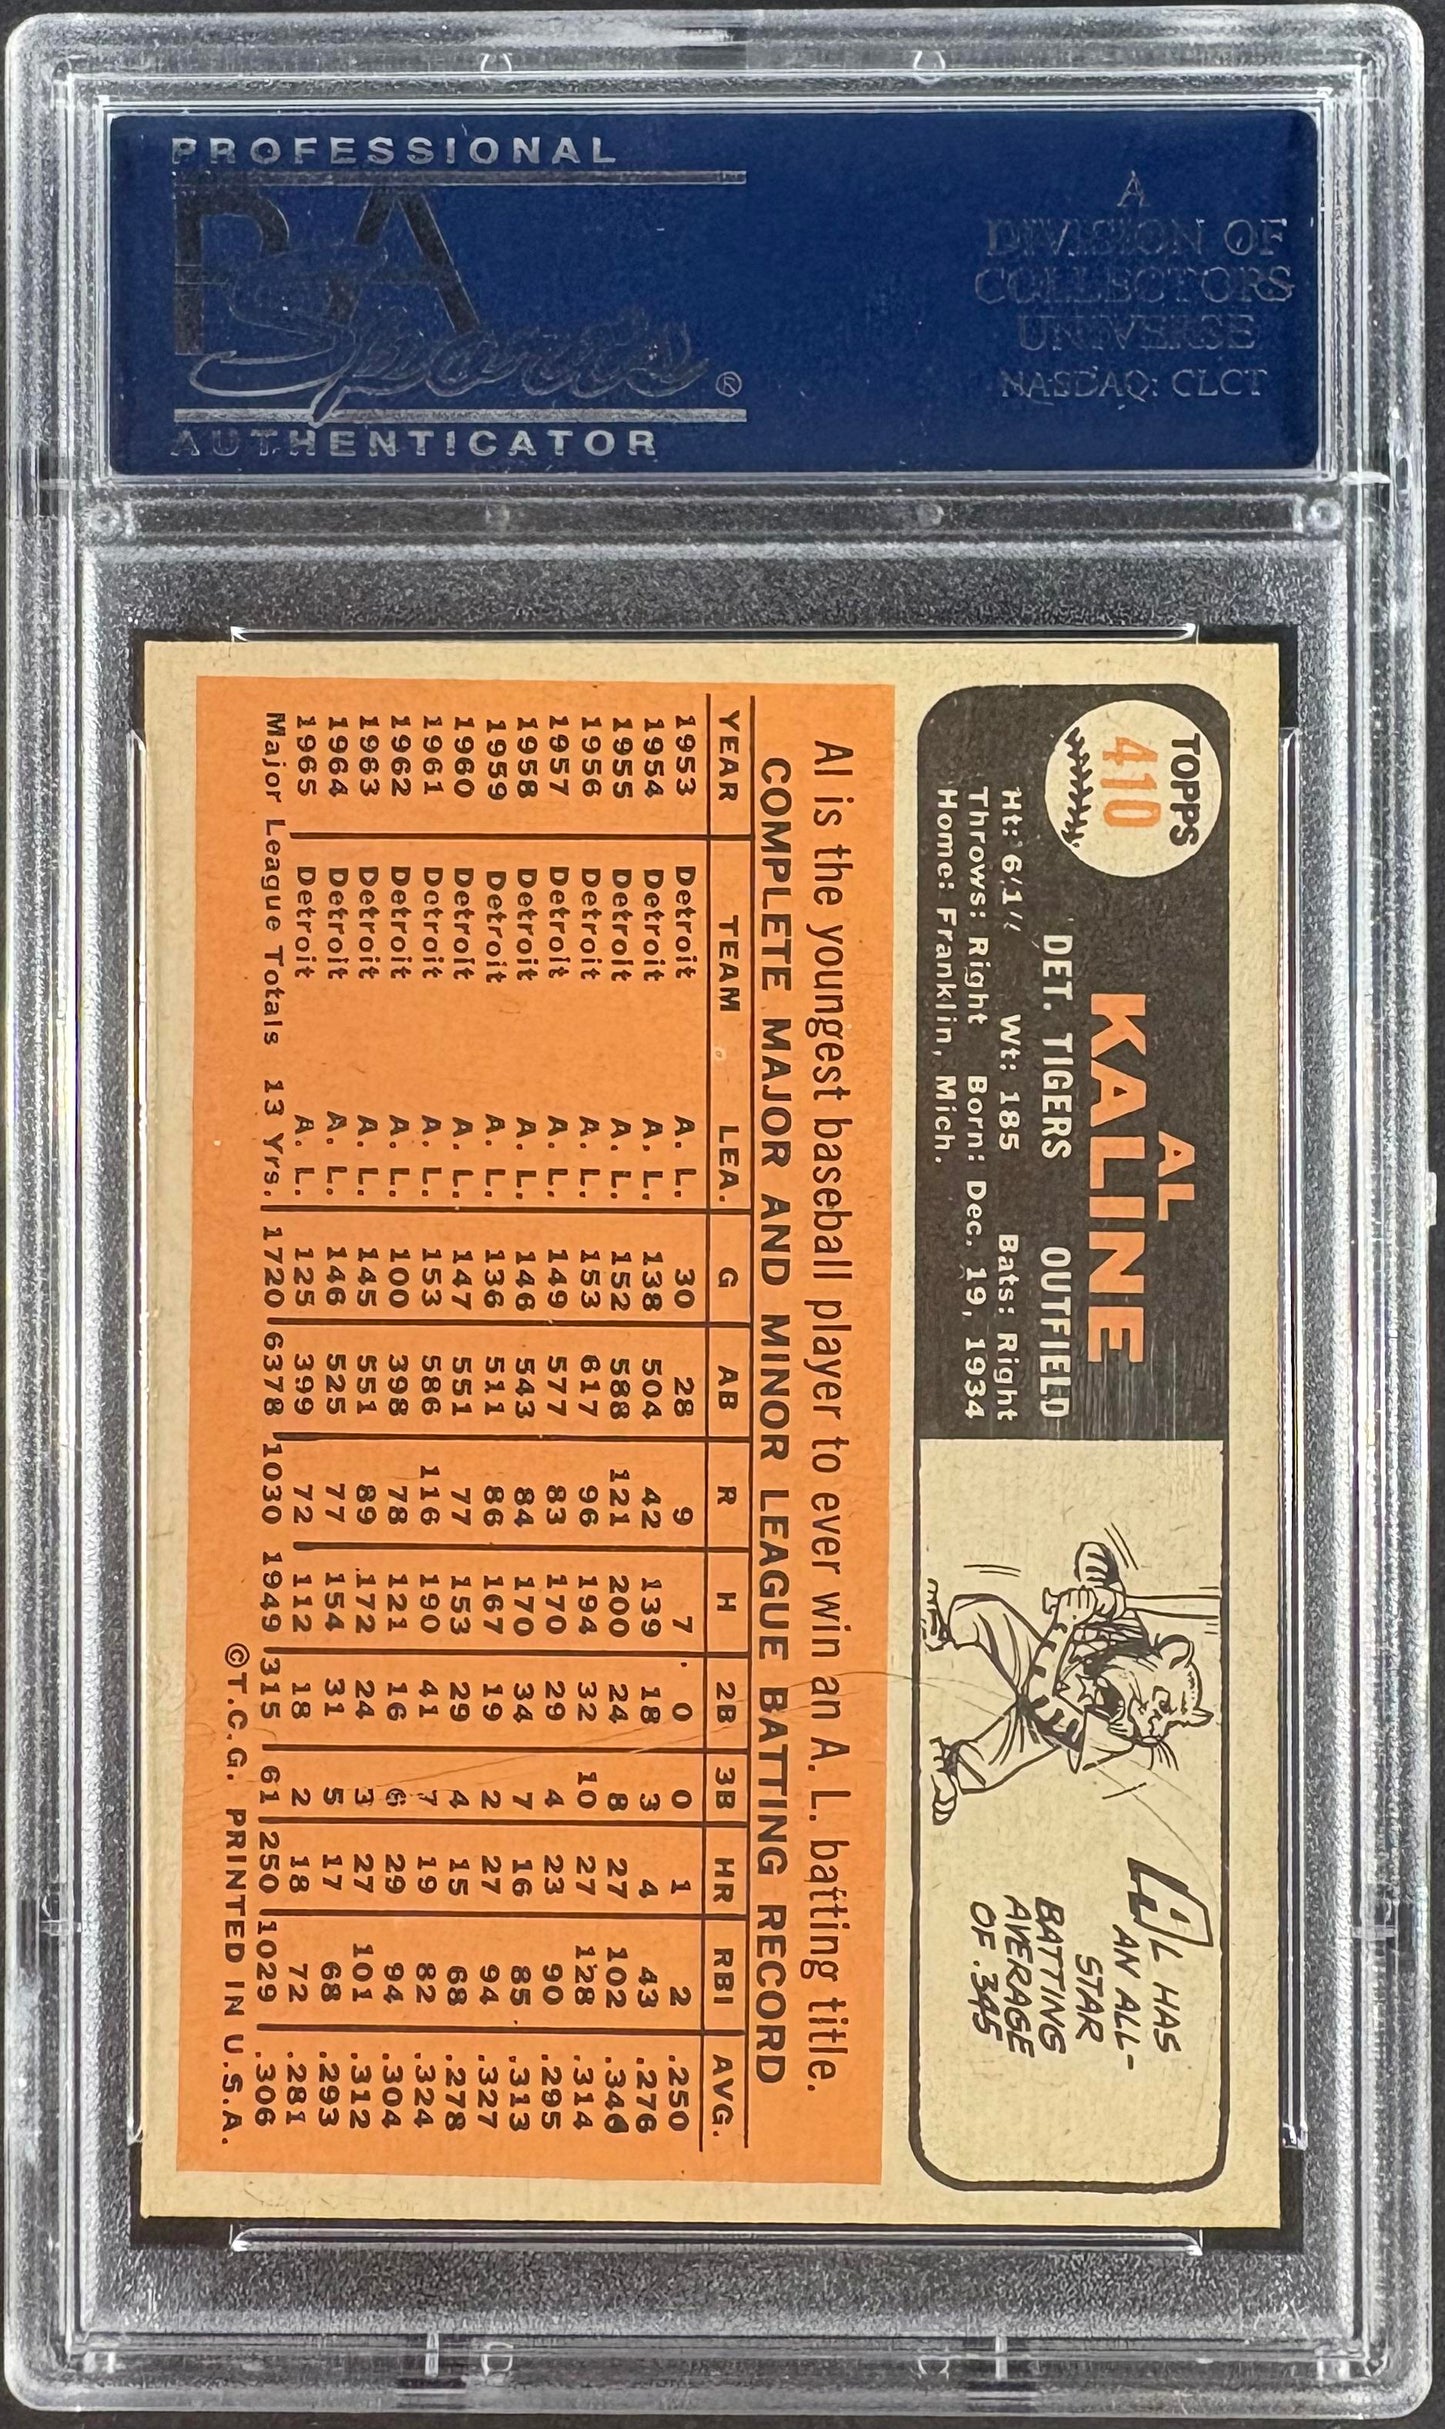 PROFESSIONAL
PSA
Sports®
AUTHENTICATOR
A
DIVISION OF
COLLECTORS
UNIVERSE
NASDAQ: CLCT
TOPPS
410
AL
KALINE
DET. TIGERS OUTFIELD
Ht: 6'1" Wt: 185 Bats: Right
Throws: Right Born: Dec. 19, 1934
Home: Franklin, Mich.
AL HAS
AN ALL-
STAR
BATTING
AVERAGE
OF .345
Al is the youngest baseball player to ever win an A. L. batting title.
COMPLETE MAJOR AND MINOR LEAGUE BATTING RECORD
YEAR TEAM LEA. G AB R H 2B 3B HR RBI AVG.
1953 Detroit A. L. 30 28 9 7 0 0 1 2 .250
1954 Detroit A. L. 138 504 42 139 18 3 4 43 .276
1955 Detroit A. L. 152 588 121 200 24 8 27 102 .340
1956 Detroit A. L. 153 617 96 194 32 10 27 128 .314
1957 Detroit A. L. 149 577 83 170 29 4 23 90 .295
1958 Detroit A. L. 146 543 84 170 34 7 16 85 .313
1959 Detroit A. L. 136 511 86 167 19 2 27 94 .327
1960 Detroit A. L. 147 551 77 153 29 4 15 68 .278
1961 Detroit A. L. 153 586 116 190 41 7 19 82 .324
1962 Detroit A. L. 100 398 78 121 16 6 29 94 .304
1963 Detroit A. L. 145 551 89 172 24 3 27 101 .312
1964 Detroit A. L. 146 525 77 154 31 5 17 68 .293
1965 Detroit A. L. 125 399 72 112 18 2 18 72 .281
Major League Totals 13 Yrs. 1720 6378 1030 1949 315 61 250 1029 .306
©T.C.G. PRINTED IN U.S.A.